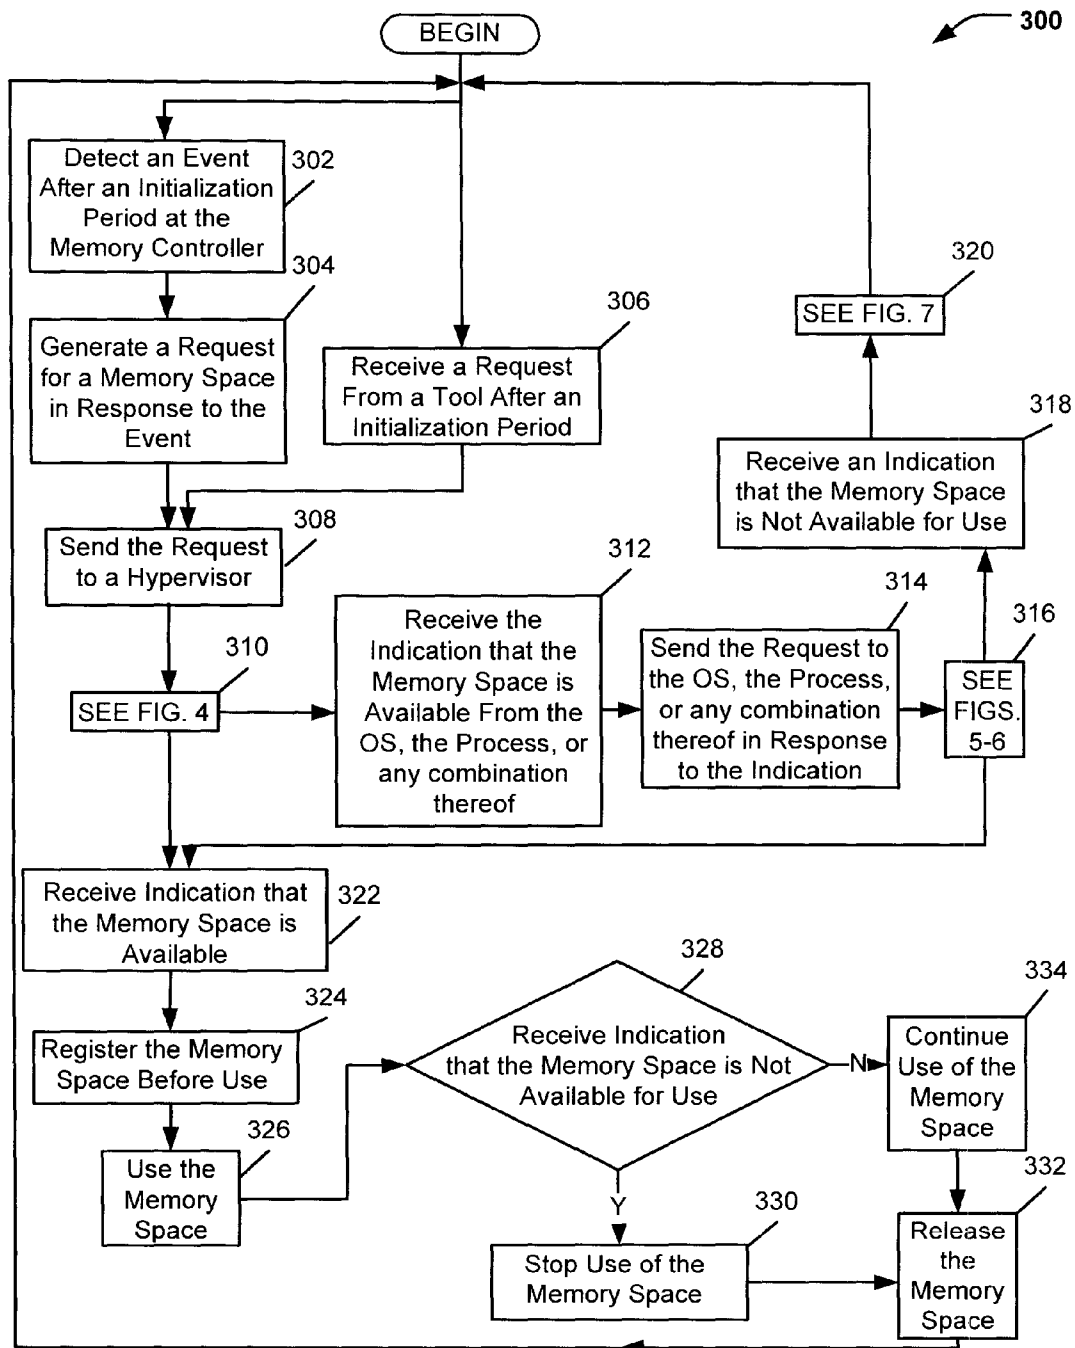 BEGIN
300
Detect an Event
After an Initialization
Period at the
Memory Controller
302
304
Generate a Request
for a Memory Space
in Response to the
Event
306
Receive a Request
From a Tool After an
Initialization Period
320
SEE FIG. 7
318
Receive an Indication
that the Memory Space
is Not Available for Use
308
Send the Request
to a Hypervisor
310
SEE FIG. 4
312
Receive the
Indication that the
Memory Space is
Available From the
OS, the Process, or
any combination
thereof
314
Send the Request to
the OS, the Process,
or any combination
thereof in Response
to the Indication
316
SEE
FIGS.
5-6
Receive Indication that
the Memory Space is
Available
322
324
Register the Memory
Space Before Use
326
Use the
Memory
Space
328
Receive Indication
that the Memory Space is Not
Available for Use
N
Y
334
Continue
Use of the
Memory
Space
330
Stop Use of the
Memory Space
332
Release
the
Memory
Space